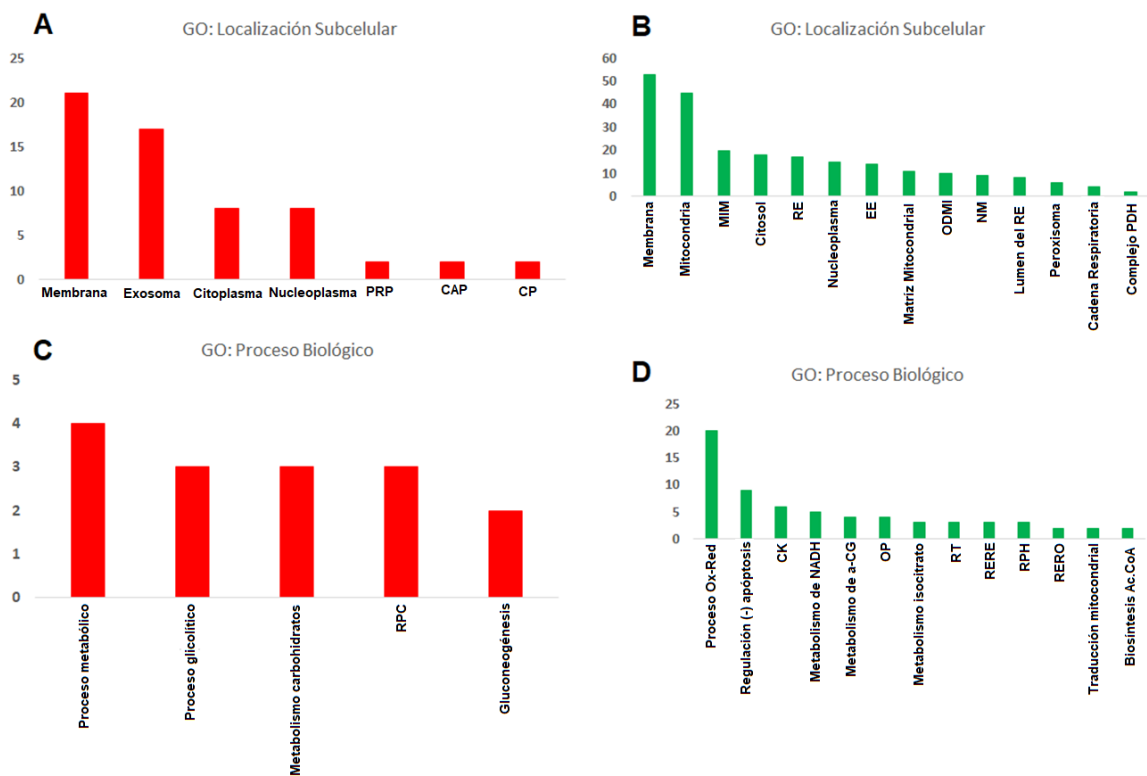 A
GO: Localización Subcelular
25
20
15
10
5
0
Membrana Exosoma Citoplasma Nucleoplasma PRP CAP CP
B
GO: Localización Subcelular
60
50
40
30
20
10
0
Membrana
Mitocondria
MIM
Citosol
RE
Nucleoplasma
EE
Matriz Mitocondrial
ODMI
NM
Lumen del RE
Peroxisoma
Cadena Respiratoria
Complejo PDH
C
GO: Proceso Biológico
5
4
3
2
1
0
Proceso metabólico
Proceso glicolítico
Metabolismo carbohidratos
RPC
Gluconeogénesis
D
GO: Proceso Biológico
25
20
15
10
5
0
Proceso Ox-Red
Regulación (-) apoptosis
CK
Metabolismo de NADH
Metabolismo de a-CG
OP
Metabolismo isocitrato
RT
RERE
RPH
RERO
Traducción mitocondrial
Biosíntesis Ac.CoA